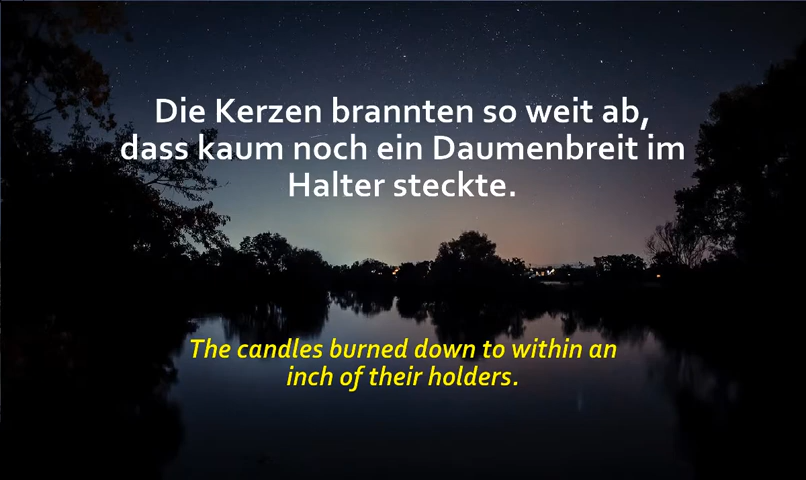 Die Kerzen brannten so weit ab,
dass kaum noch ein Daumenbreit im
Halter steckte.
The candles burned down to within an
inch of their holders.